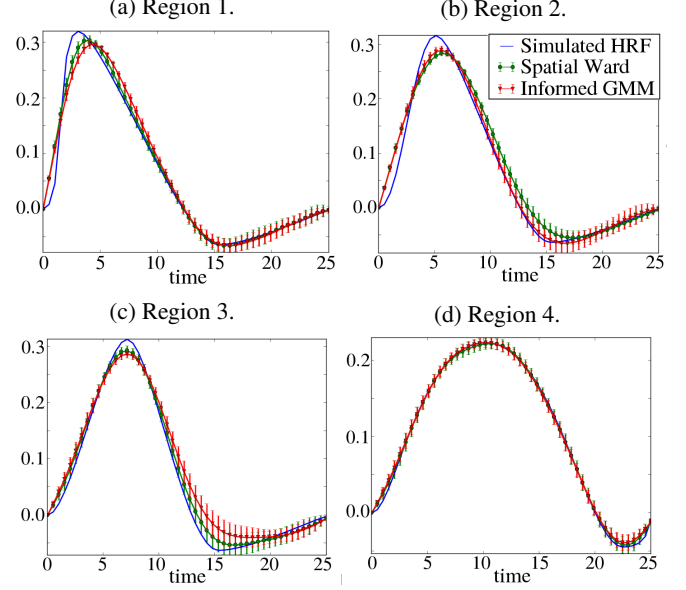 (a) Region 1.
0.3
0.2
0.1
0.0
0 5 10 15 20 25
time
(b) Region 2.
Simulated HRF
Spatial Ward
Informed GMM
0.3
0.2
0.1
0.0
0 5 10 15 20 25
time
(c) Region 3.
0.3
0.2
0.1
0.0
0 5 10 15 20 25
time
(d) Region 4.
0.2
0.1
0.0
0 5 10 15 20 25
time